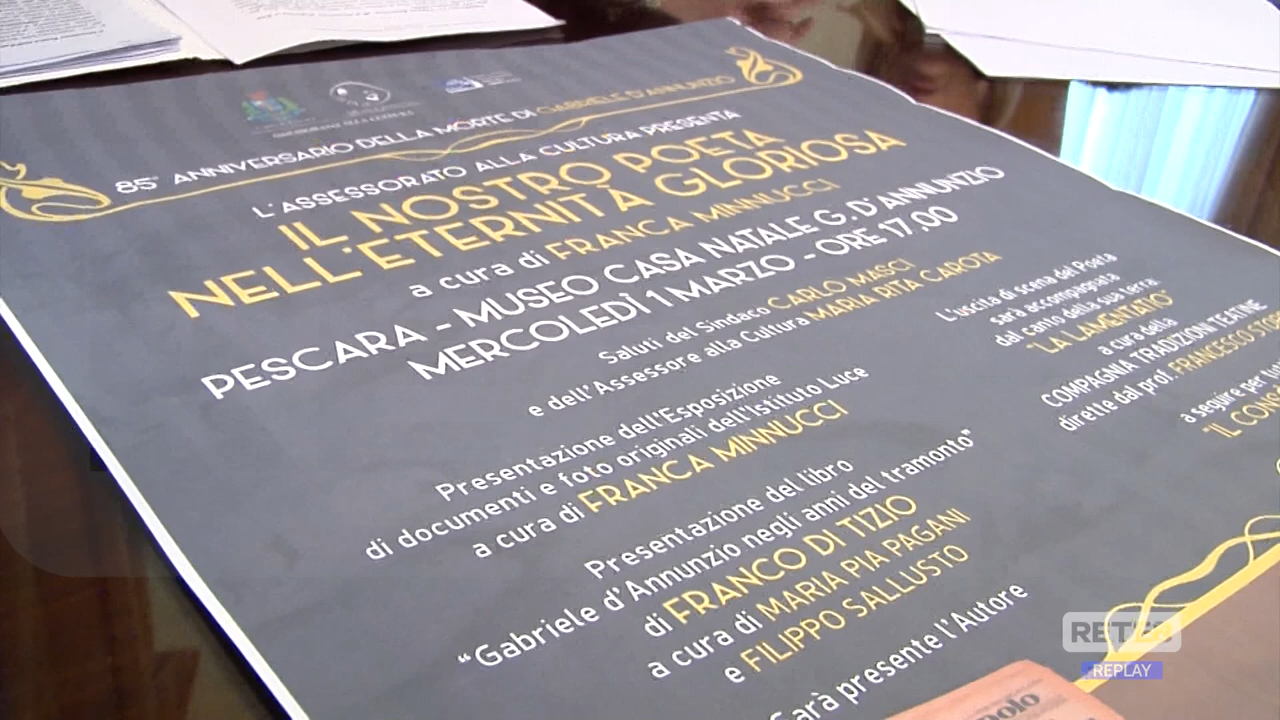 85° ANNIVERSARIO DELLA MORTE DI GABRIELE D'ANNUNZIO
L'ASSESSORATO ALLA CULTURA PRESENTA
IL NOSTRO POETA
NELL'ETERNITÀ GLORIOSA
a cura di FRANCA MINNUCCI
PESCARA - MUSEO CASA NATALE G. D'ANNUNZIO
MERCOLEDÌ 1 MARZO - ORE 17,00
Saluti del Sindaco CARLO MASCI
e dell'Assessore alla Cultura MARIA RITA CAROTA
Presentazione dell'Esposizione
di documenti e foto originali dell'Istituto Luce
a cura di FRANCA MINNUCCI
Presentazione del libro
"Gabriele d'Annunzio negli anni del tramonto"
di FRANCO DI TIZIO
a cura di MARIA PIA PAGANI
e FILIPPO SALLUSTO
Sarà presente l'Autore
L'uscita di scena del Poeta
sarà accompagnata
dal canto della sua terra:
"LA LAMENTATIO"
a cura della
COMPAGNIA TRADIZIONI TEATINE
dirette dal prof. FRANCESCO
a seguire per
"IL
RETE8
REPLAY